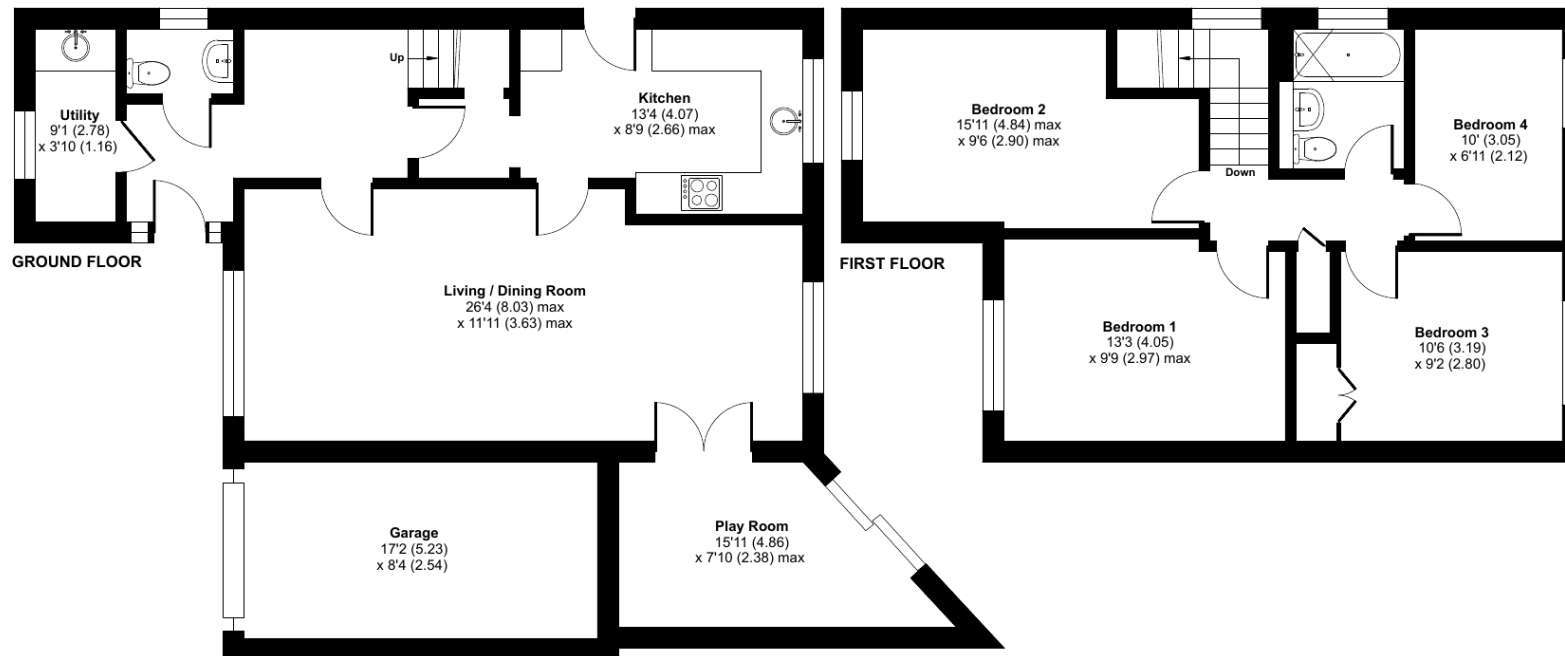 Utility
9'1 (2.78)
x 3'10 (1.16)
Up
Kitchen
13'4 (4.07)
x 8'9 (2.66) max
Living / Dining Room
26'4 (8.03) max
x 11'11 (3.63) max
Garage
17'2 (5.23)
x 8'4 (2.54)
Play Room
15'11 (4.86)
x 7'10 (2.38) max
GROUND FLOOR
Bedroom 2
15'11 (4.84) max
x 9'6 (2.90) max
Down
Bedroom 4
10' (3.05)
x 6'11 (2.12)
Bedroom 1
13'3 (4.05)
x 9'9 (2.97) max
Bedroom 3
10'6 (3.19)
x 9'2 (2.80)
FIRST FLOOR